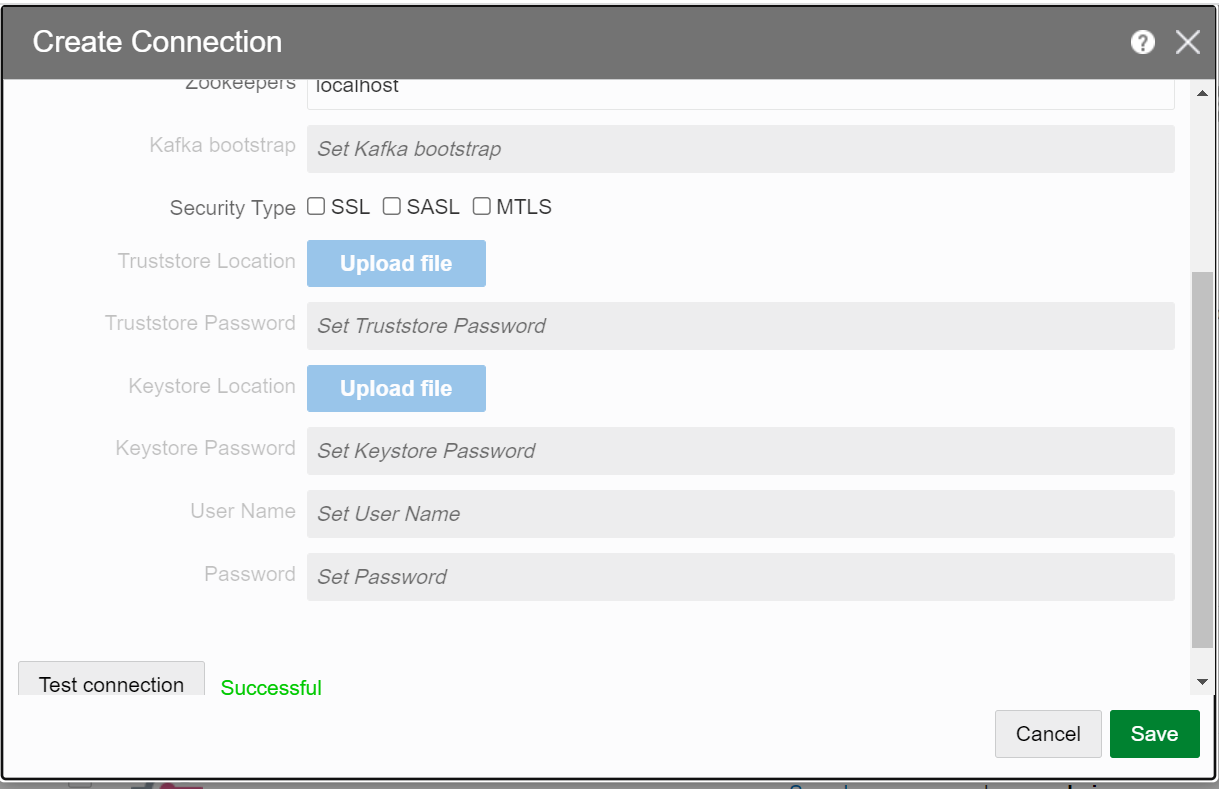 Create Connection
Zookeepers localhost
Kafka bootstrap Set Kafka bootstrap
Security Type SSL SASL MTLS
Truststore Location Upload file
Truststore Password Set Truststore Password
Keystore Location Upload file
Keystore Password Set Keystore Password
User Name Set User Name
Password Set Password
Test connection Successful
Cancel Save